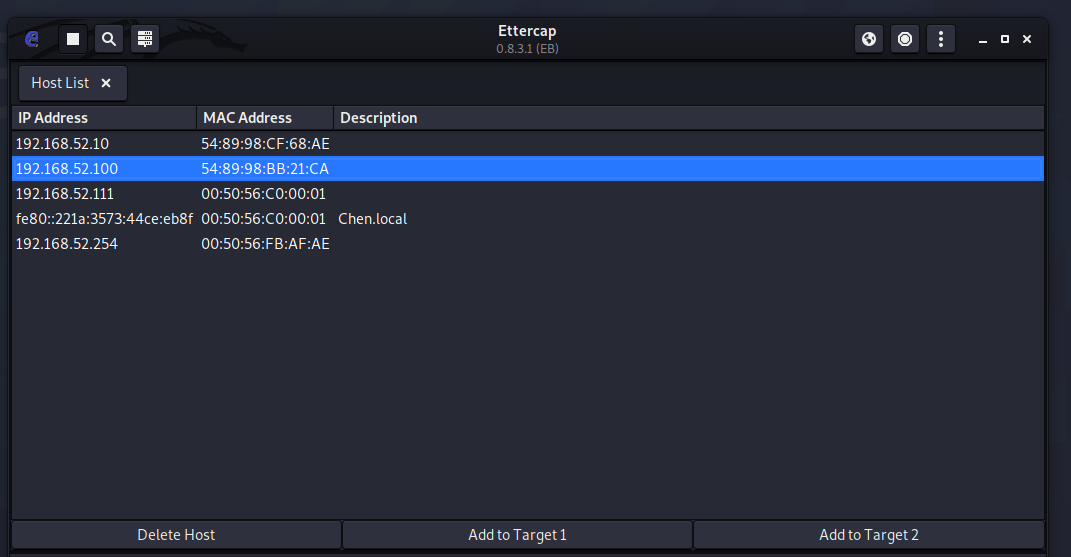 Ettercap
0.8.3.1 (EB)
Host List
IP Address MAC Address Description
192.168.52.10 54:89:98:CF:68:AE
192.168.52.100 54:89:98:BB:21:CA
192.168.52.111 00:50:56:C0:00:01
fe80::221a:3573:44ce:eb8f 00:50:56:C0:00:01 Chen.local
192.168.52.254 00:50:56:FB:AF:AE
Delete Host Add to Target 1 Add to Target 2